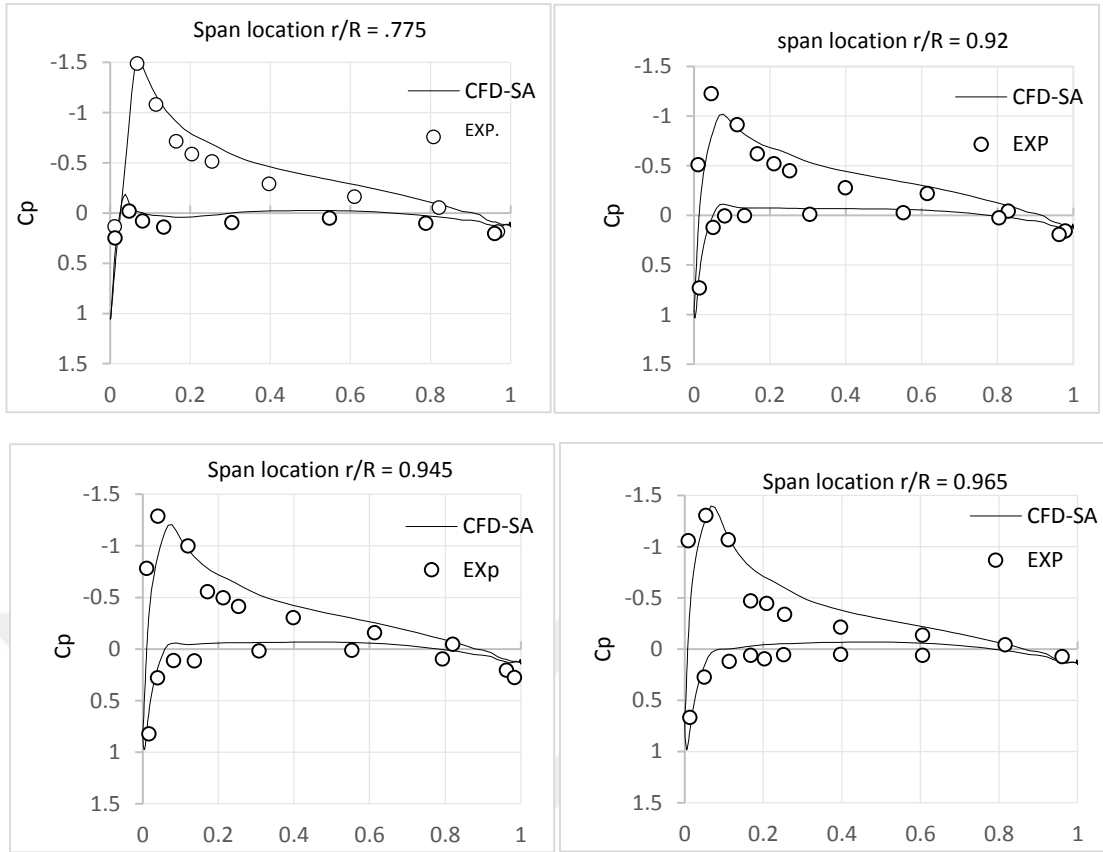 Span location r/R = .775
-1.5
-1
-0.5
0
0.5
1
1.5
Cp
CFD-SA
EXP.
0 0.2 0.4 0.6 0.8 1
span location r/R = 0.92
-1.5
-1
-0.5
0
0.5
1
1.5
Cp
CFD-SA
EXP
0 0.2 0.4 0.6 0.8 1
Span location r/R = 0.945
-1.5
-1
-0.5
0
0.5
1
1.5
Cp
CFD-SA
EXp
0 0.2 0.4 0.6 0.8 1
Span location r/R = 0.965
-1.5
-1
-0.5
0
0.5
1
1.5
Cp
CFD-SA
EXP
0 0.2 0.4 0.6 0.8 1